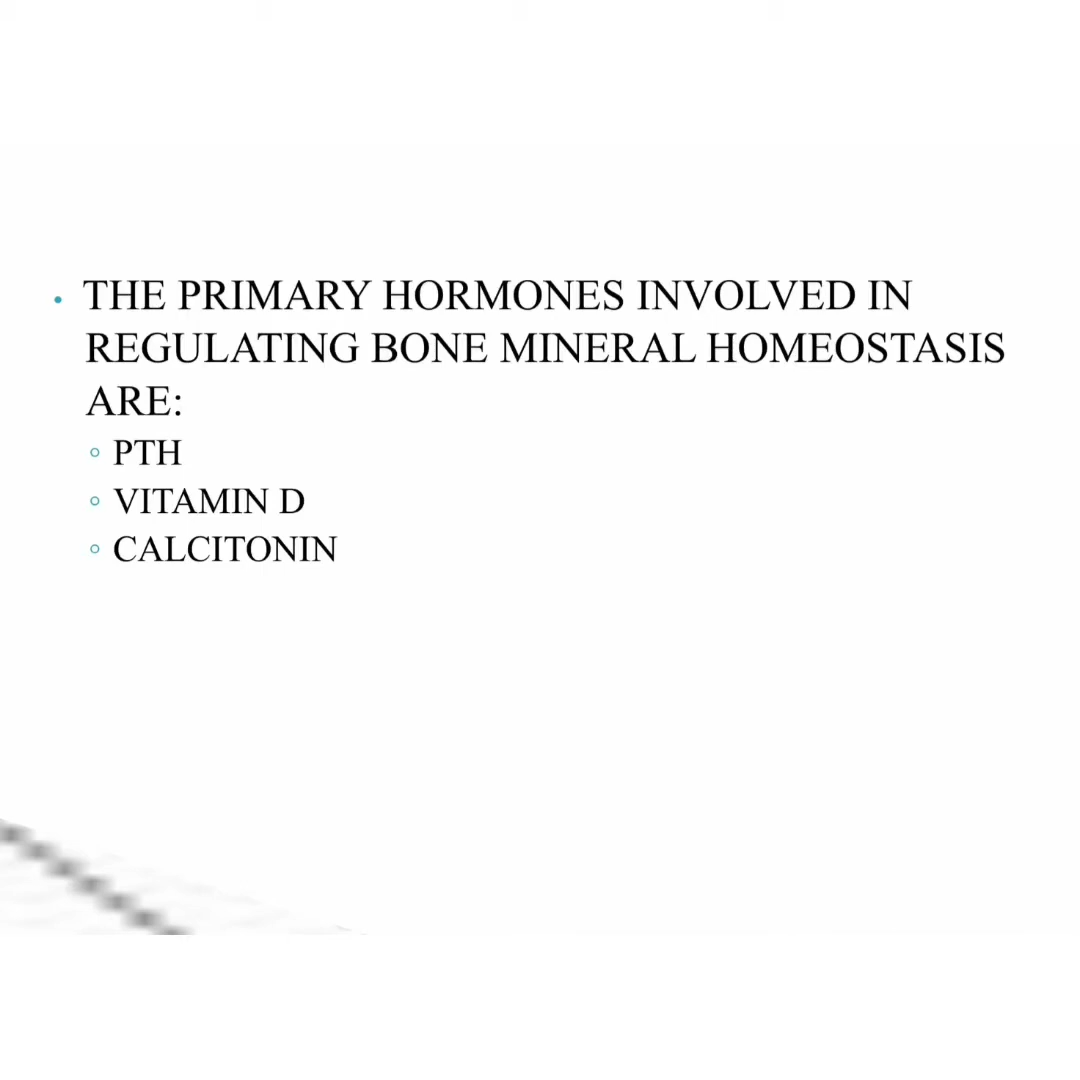 • THE PRIMARY HORMONES INVOLVED IN
REGULATING BONE MINERAL HOMEOSTASIS
ARE:
◦ PTH
◦ VITAMIN D
◦ CALCITONIN